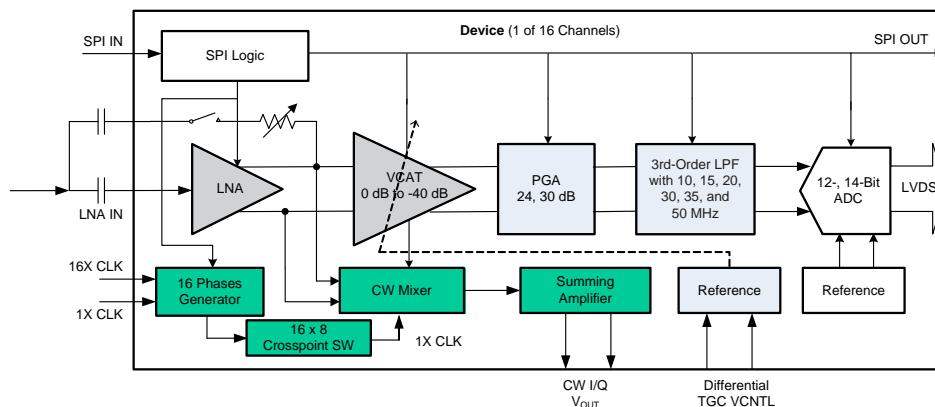 Device (1 of 16 Channels)
SPI IN
SPI Logic
SPI OUT
LNA
VCAT
0 dB to -40 dB
PGA
24, 30 dB
3rd-Order LPF
with 10, 15, 20,
30, 35, and
50 MHz
12-, 14-Bit
ADC
LVDS
LNA IN
16X CLK
1X CLK
16 Phases
Generator
CW Mixer
Summing
Amplifier
Reference
Reference
16 x 8
Crosspoint SW
1X CLK
CW I/Q
VOUT
Differential
TGC VCNTL